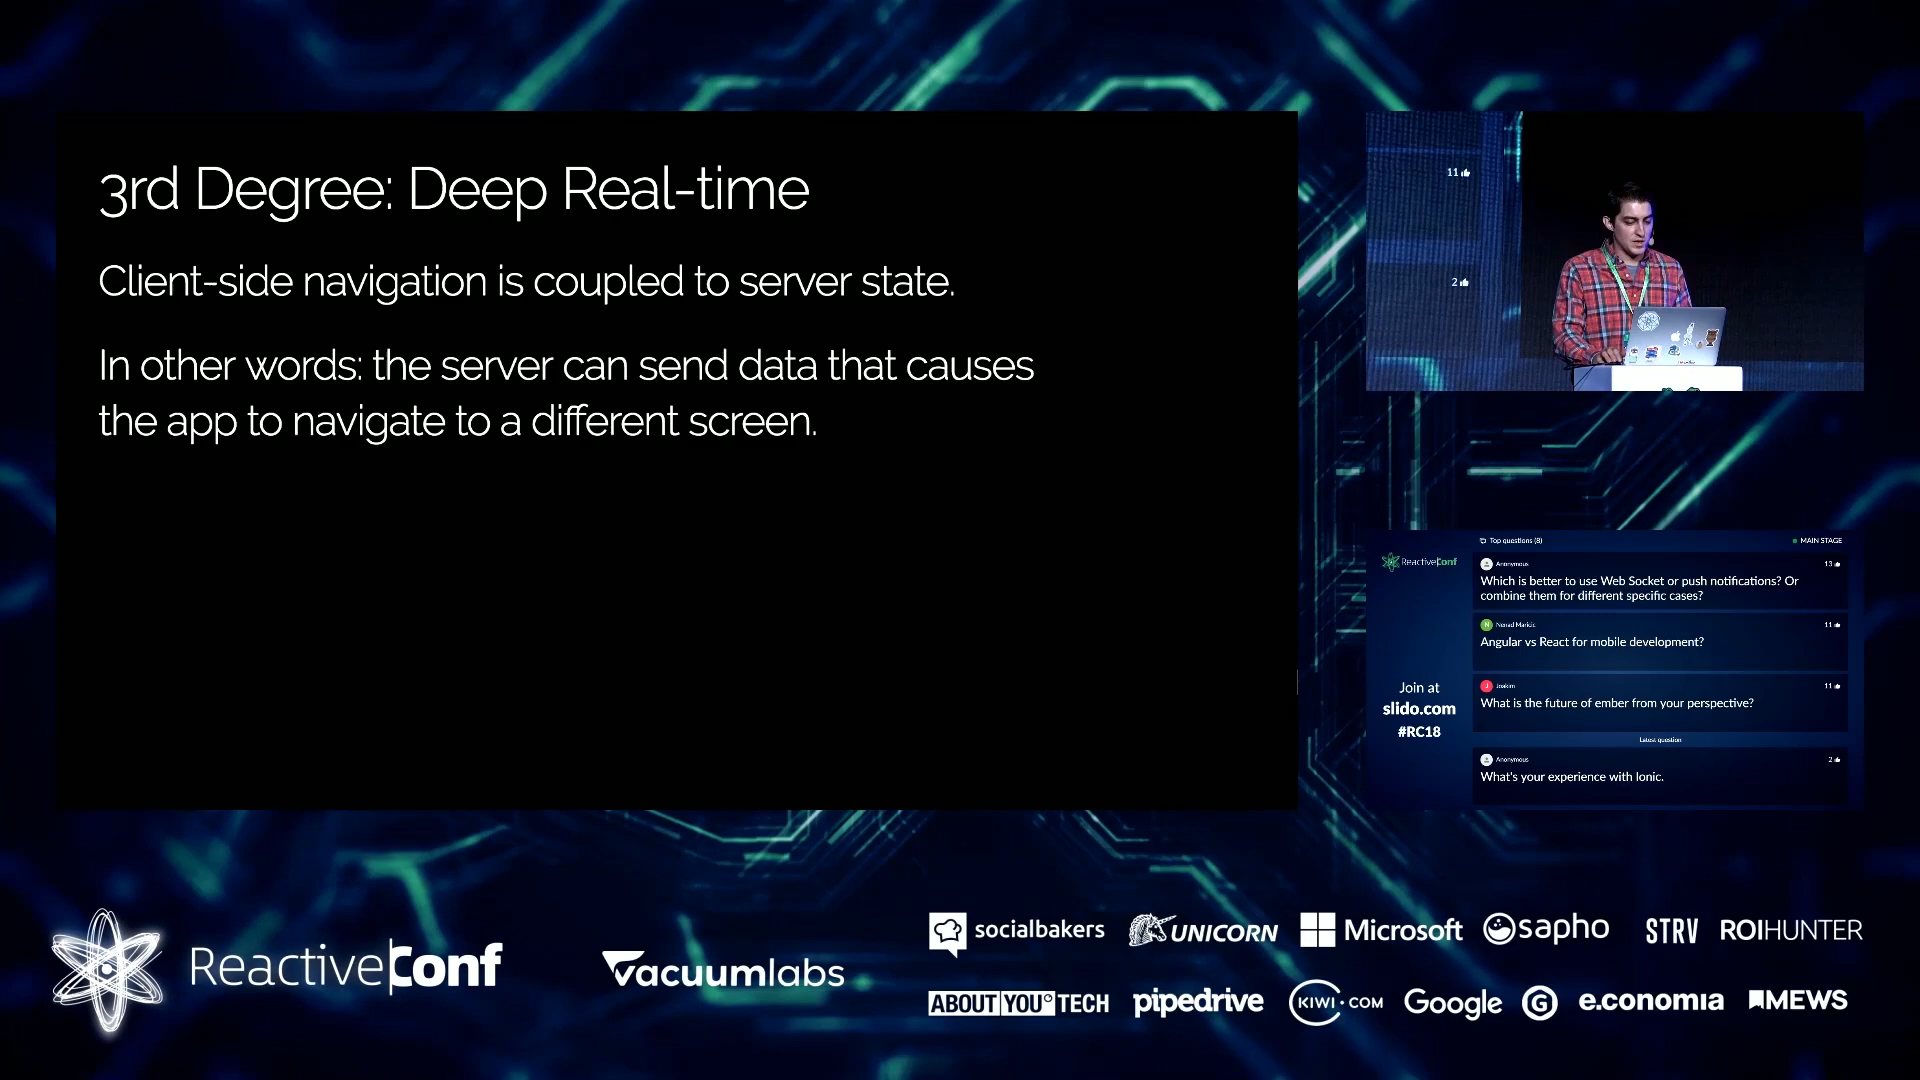 3rd Degree: Deep Real-time
Client-side navigation is coupled to server state.
In other words: the server can send data that causes
the app to navigate to a different screen.
11
2
Top questions (8)
MAIN STAGE
ReactiveConf
Anonymous
13
Which is better to use Web Socket or push notifications? Or
combine them for different specific cases?
N
Nenad Maricic
11
Angular vs React for mobile development?
J
Joakim
11
What is the future of ember from your perspective?
Join at
slido.com
#RC18
Latest question
Anonymous
2
What's your experience with Ionic.
ReactiveConf
vacuumlabs
socialbakers
UNICORN
Microsoft
sapho
STRV
ROIHUNTER
ABOUT YOU° TECH
pipedrive
KIWI.COM
Google
G
e.conomia
MEWS